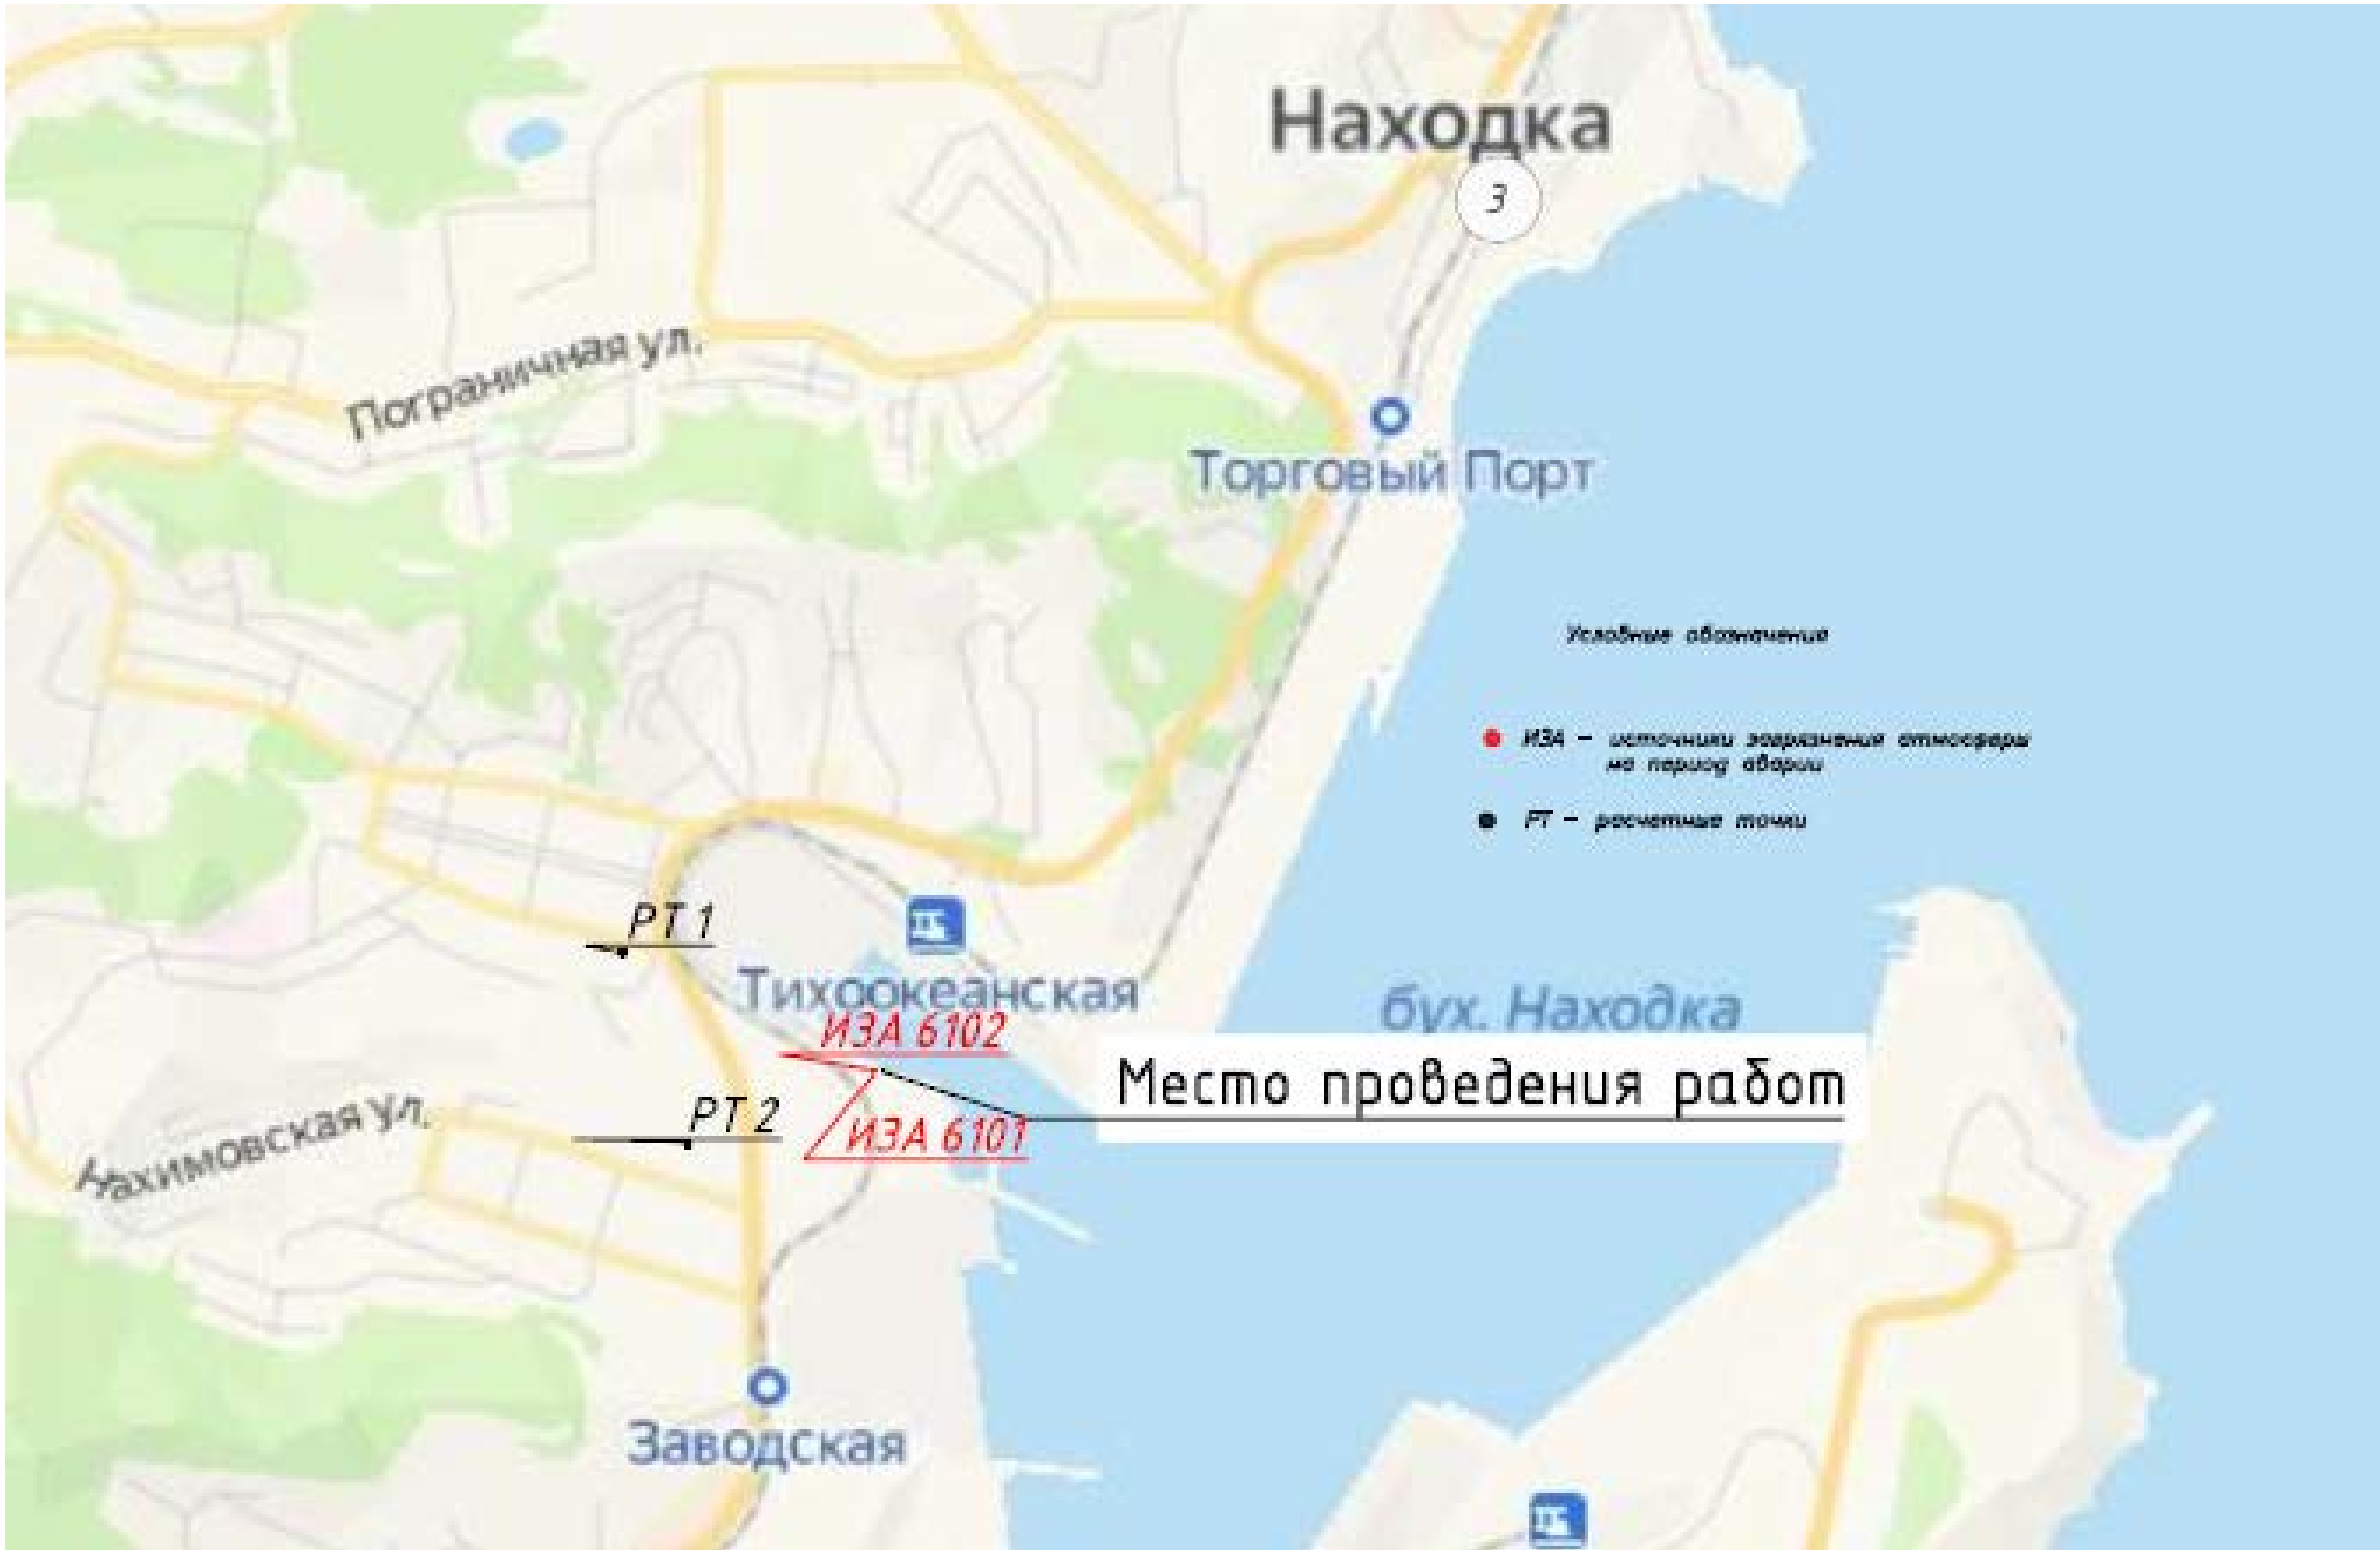 Находка
3
Пограничная ул.
Торговый Порт
Условные обозначения
ИЗА - источники загрязнения атмосферы
на период аварии
РТ - расчетные точки
РТ 1
Тихоокеанская
бух. Находка
ИЗА 6102
Место проведения работ
РТ 2
ИЗА 6101
Нахимовская ул.
Заводская